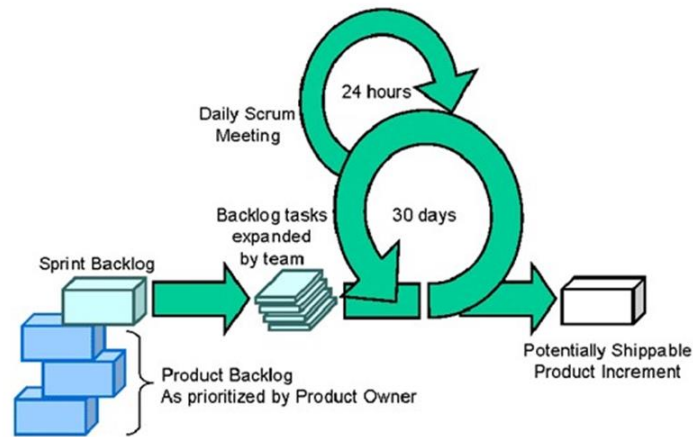 24 hours
Daily Scrum
Meeting
Backlog tasks
expanded
by team
30 days
Sprint Backlog
Potentially Shippable
Product Increment
Product Backlog
As prioritized by Product Owner